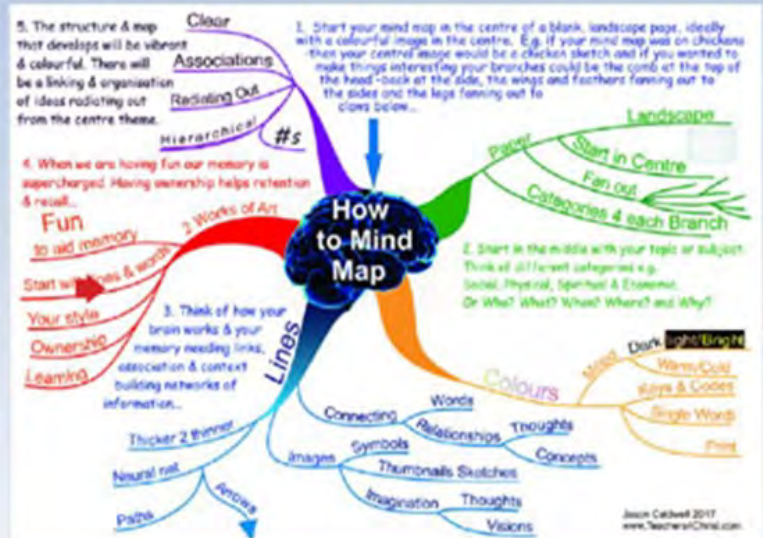 5. The structure & map
that develops will be vibrant
& colourful. There will
be a linking & organisation
of ideas radiating out
from the centre theme.
Clear
Associations
Radiating Out
Hierarchical
#s
1. Start your mind map in the centre of a blank, landscape page, ideally
with a colourful image in the centre. E.g. if your mind map was on chickens
then your central image would be a chicken sketch and if you wanted to
make things interesting your branches could be the comb at the top of
the head-back at the side, the wings and feathers fanning out to
the sides and the legs fanning out to
claws below...
Paper
Landscape
Start in Centre
Fan out
Categories 4 each Branch
4. When we are having fun our memory is
supercharged. Having ownership helps retention
& recall...
2 Works of Art
Fun
to aid memory
Start & words
Your style
Ownership
Learning
How
to Mind
Map
2. Start in the middle with your topic or subject.
Think of different categories e.g.
Social, Physical, Spiritual & Economic.
Or Who? What? When? Where? and Why?
3. Think of how your
brain works & your
memory needing links,
association & context
building networks of
information...
Lines
Thicker 2 thinner
Neural net
Paths
Arrows
Connecting
Words
Relationships
Thoughts
Concepts
Images
Symbols
Thumbnails Sketches
Imagination
Thoughts
Visions
Colours
Mood
Dark light/Bright
Warm/Cold
Keys & Codes
Single Words
Print
Jason Caldwell 2017